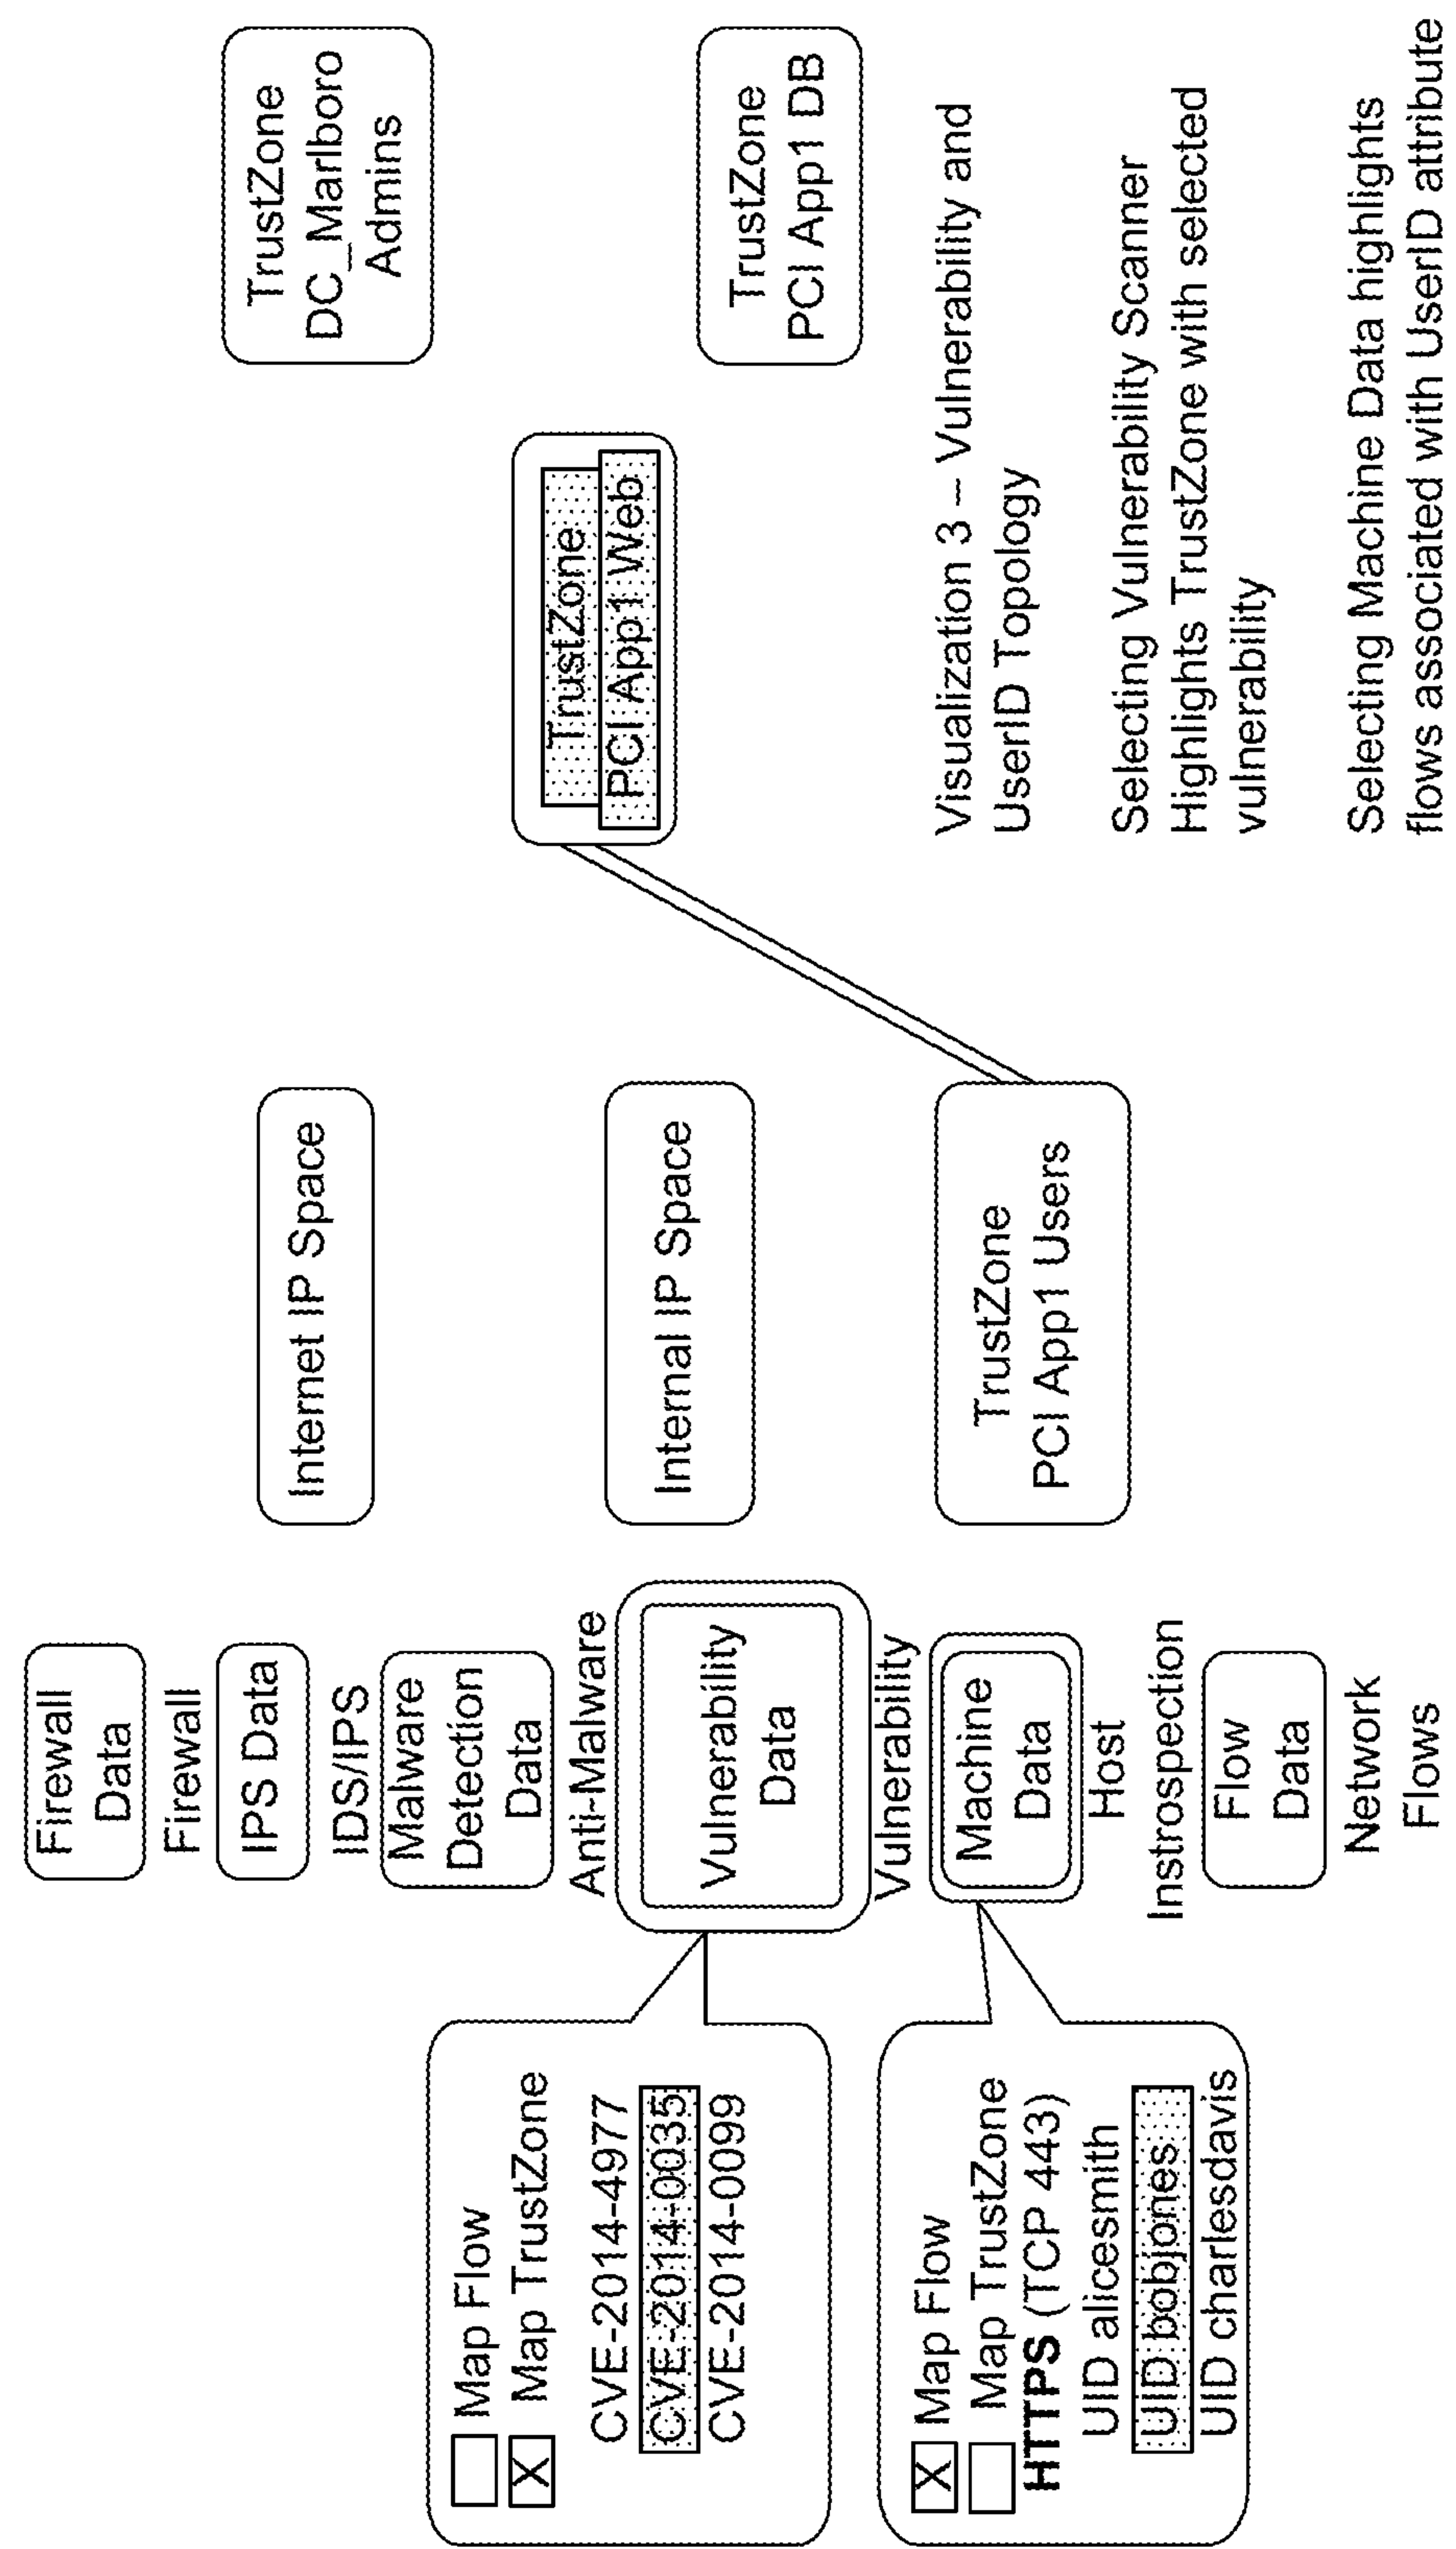 Map Flow
X Map TrustZone
CVE-2014-4977
CVE-2014-0035
CVE-2014-0099
X Map Flow
Map TrustZone
HTTPS (TCP 443)
UID alicesmith
UID bobjones
UID charlesdavis
Firewall
Data
Firewall
IPS Data
IDS/IPS
Malware
Detection
Data
Anti-Malware
Vulnerability
Data
Vulnerability
Machine
Data
Host
Instrospection
Flow
Data
Network
Flows
Internet IP Space
Internal IP Space
TrustZone
PCI App1 Users
TrustZone
PCI App1 Web
TrustZone
DC_Marlboro
Admins
TrustZone
PCI App1 DB
Visualization 3 – Vulnerability and
UserID Topology
Selecting Vulnerability Scanner
Highlights TrustZone with selected
vulnerability
Selecting Machine Data highlights
flows associated with UserID attribute